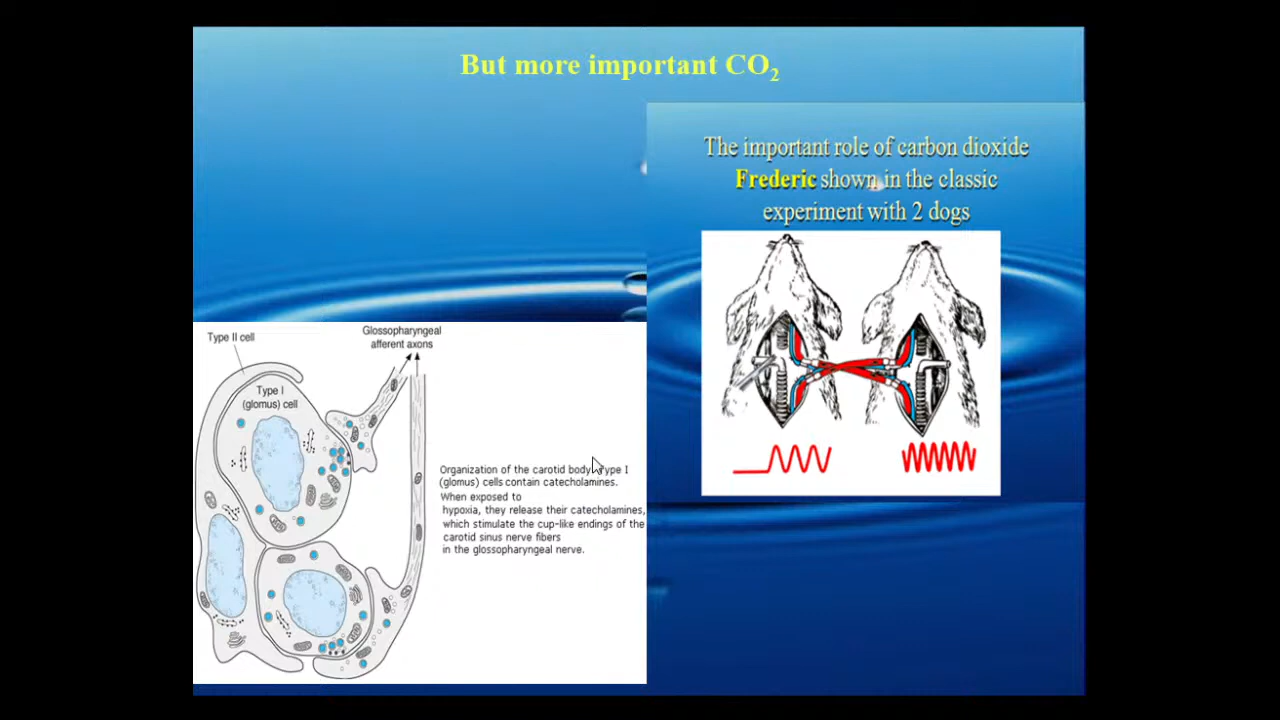 But more important CO₂
The important role of carbon dioxide
Frederic shown in the classic
experiment with 2 dogs
Type II cell
Glossopharyngeal
afferent axons
Type I
(glomus) cell
Organization of the carotid body. Type I
(glomus) cells contain catecholamines.
When exposed to
hypoxia, they release their catecholamines,
which stimulate the cup-like endings of the
carotid sinus nerve fibers
in the glossopharyngeal nerve.